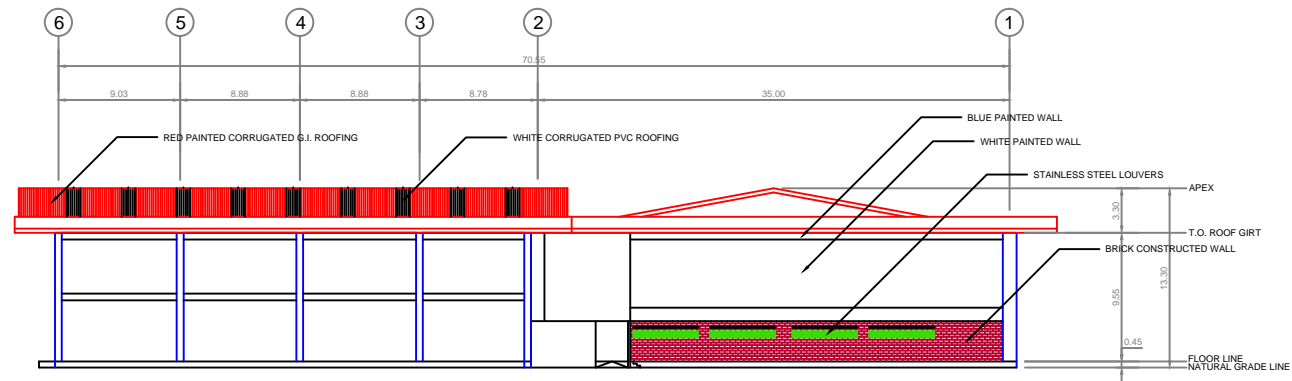 6 5 4 3 2 1
70.55
9.03 8.88 8.88 8.78 35.00
BLUE PAINTED WALL
RED PAINTED CORRUGATED G.I. ROOFING
WHITE CORRUGATED PVC ROOFING
WHITE PAINTED WALL
STAINLESS STEEL LOUVERS
APEX
3.30
T.O. ROOF GIRT
BRICK CONSTRUCTED WALL
13.30
9.55
0.45
FLOOR LINE
NATURAL GRADE LINE